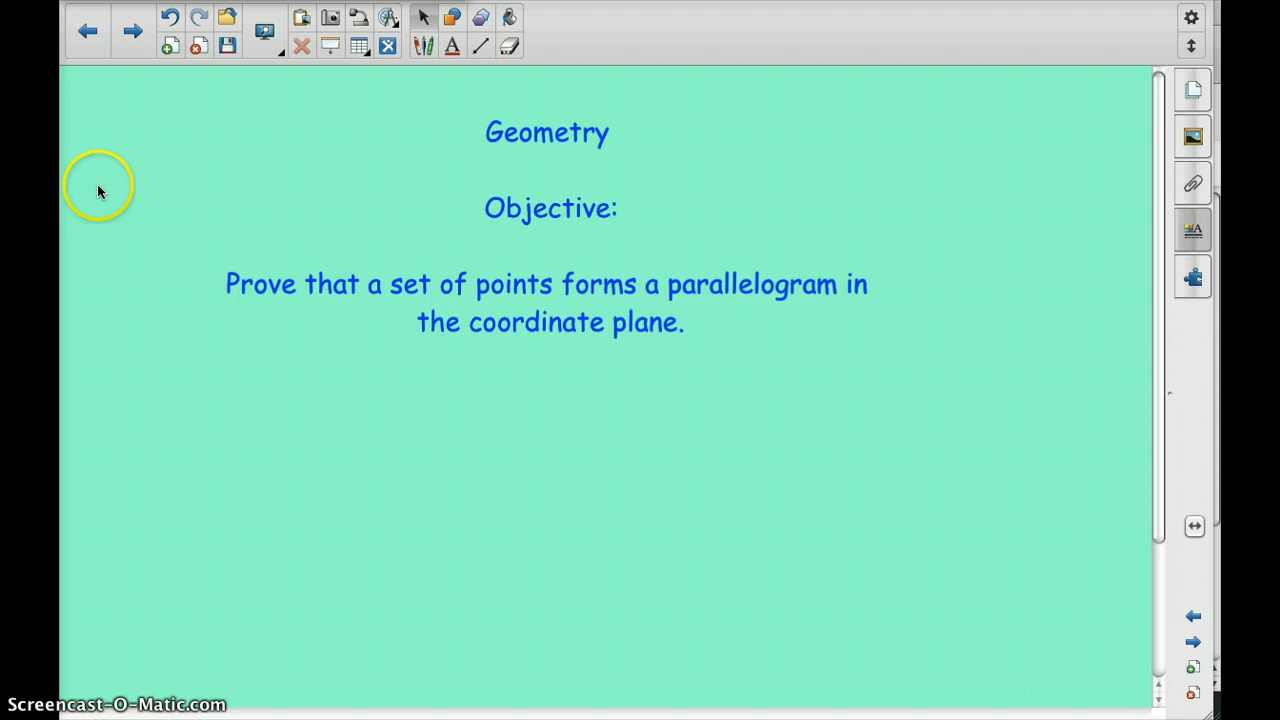 Geometry
Objective:
Prove that a set of points forms a parallelogram in
the coordinate plane.
Screencast-O-Matic.com